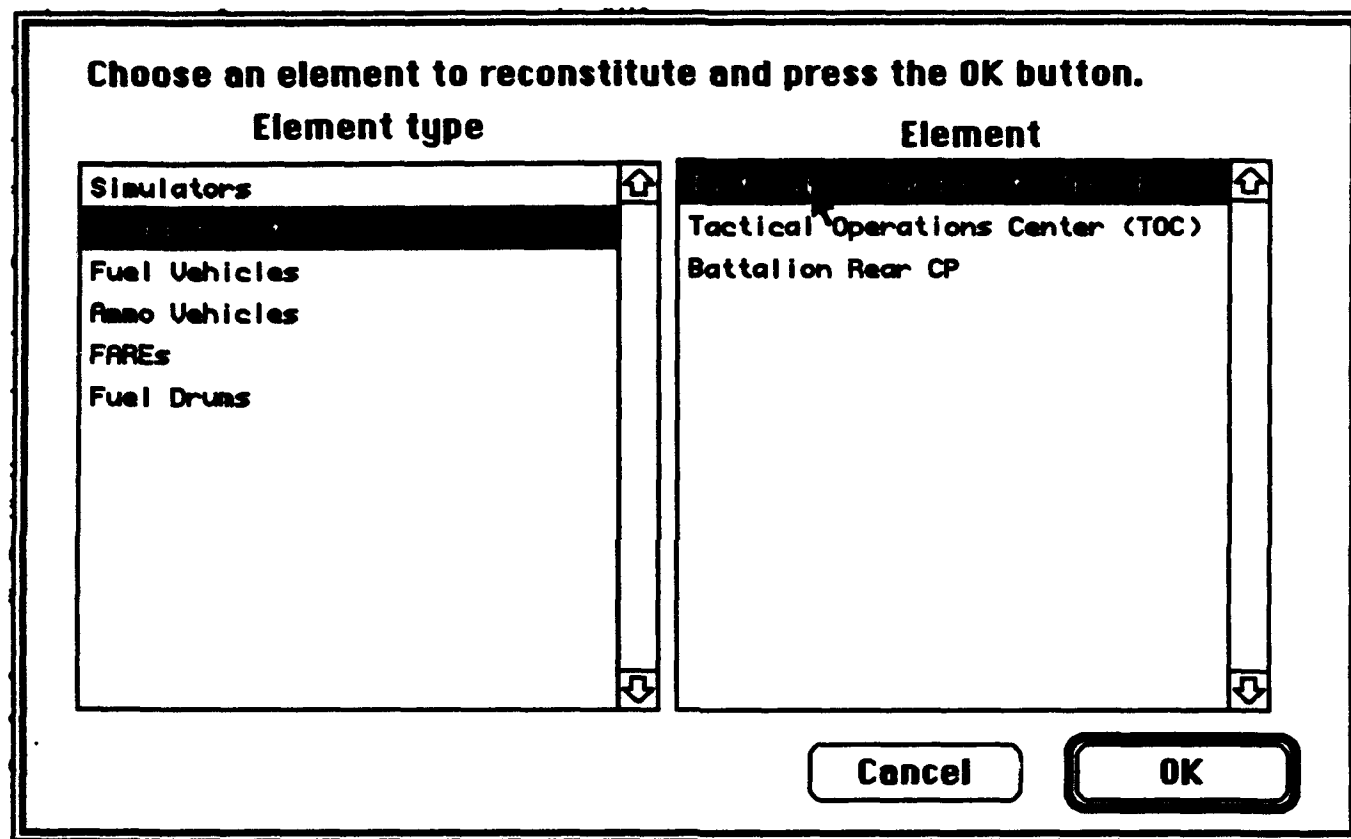 Choose an element to reconstitute and press the OK button.
Element type
Simulators
Fuel Vehicles
Ammo Vehicles
FAREs
Fuel Drums
Element
Tactical Operations Center (TOC)
Battalion Rear CP
Cancel
OK